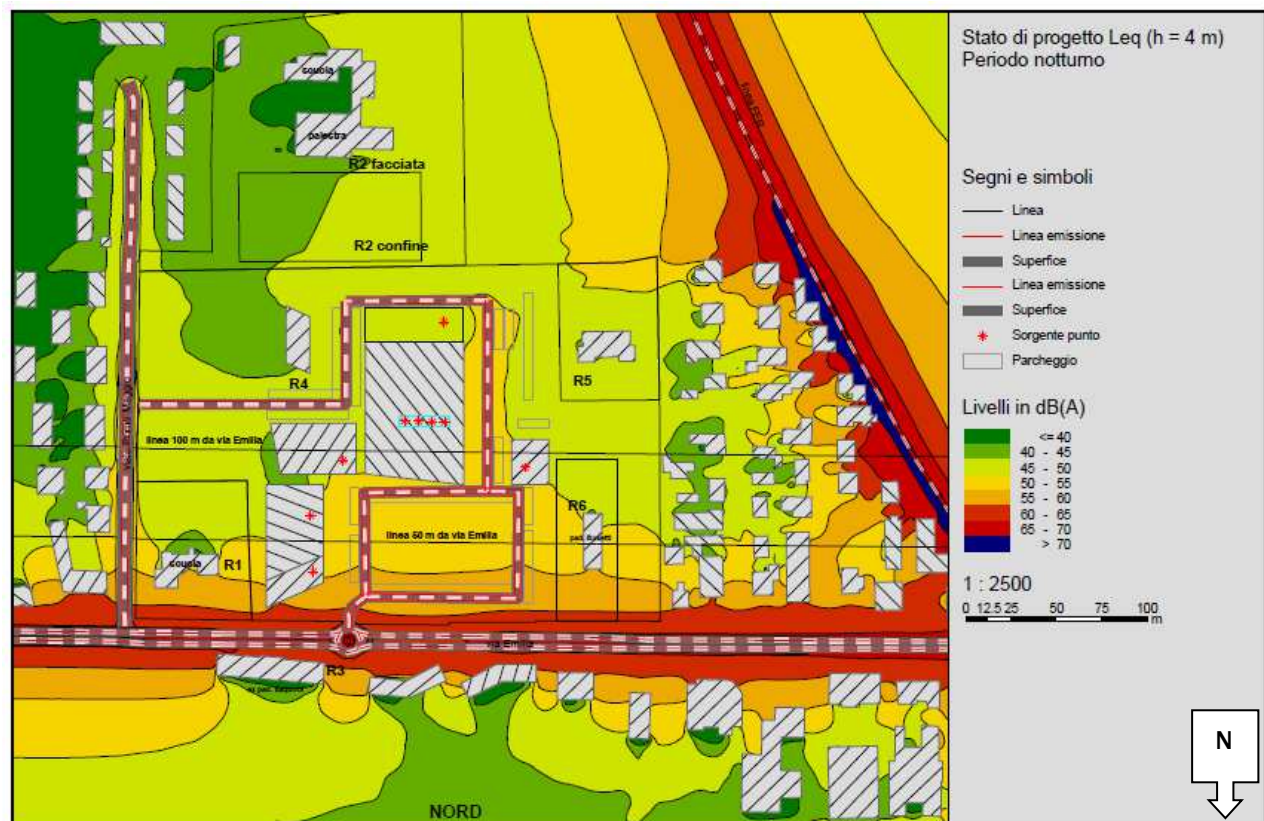 Stato di progetto Leq (h = 4 m)
Periodo notturno
Segni e simboli
Linea
Linea emissione
Superfice
Linea emissione
Superfice
Sorgente punto
Parcheggio
Livelli in dB(A)
<= 40
40 - 45
45 - 50
50 - 55
55 - 60
60 - 65
65 - 70
> 70
1 : 2500
0 12.5 25 50 75 100
m
N
scuola
palestra
R2 facciata
R2 confine
linea FER
R4
R5
linea 100 m da via Emilia
R6
linea 50 m da via Emilia
scuola
R1
via Emilia
R3
NORD